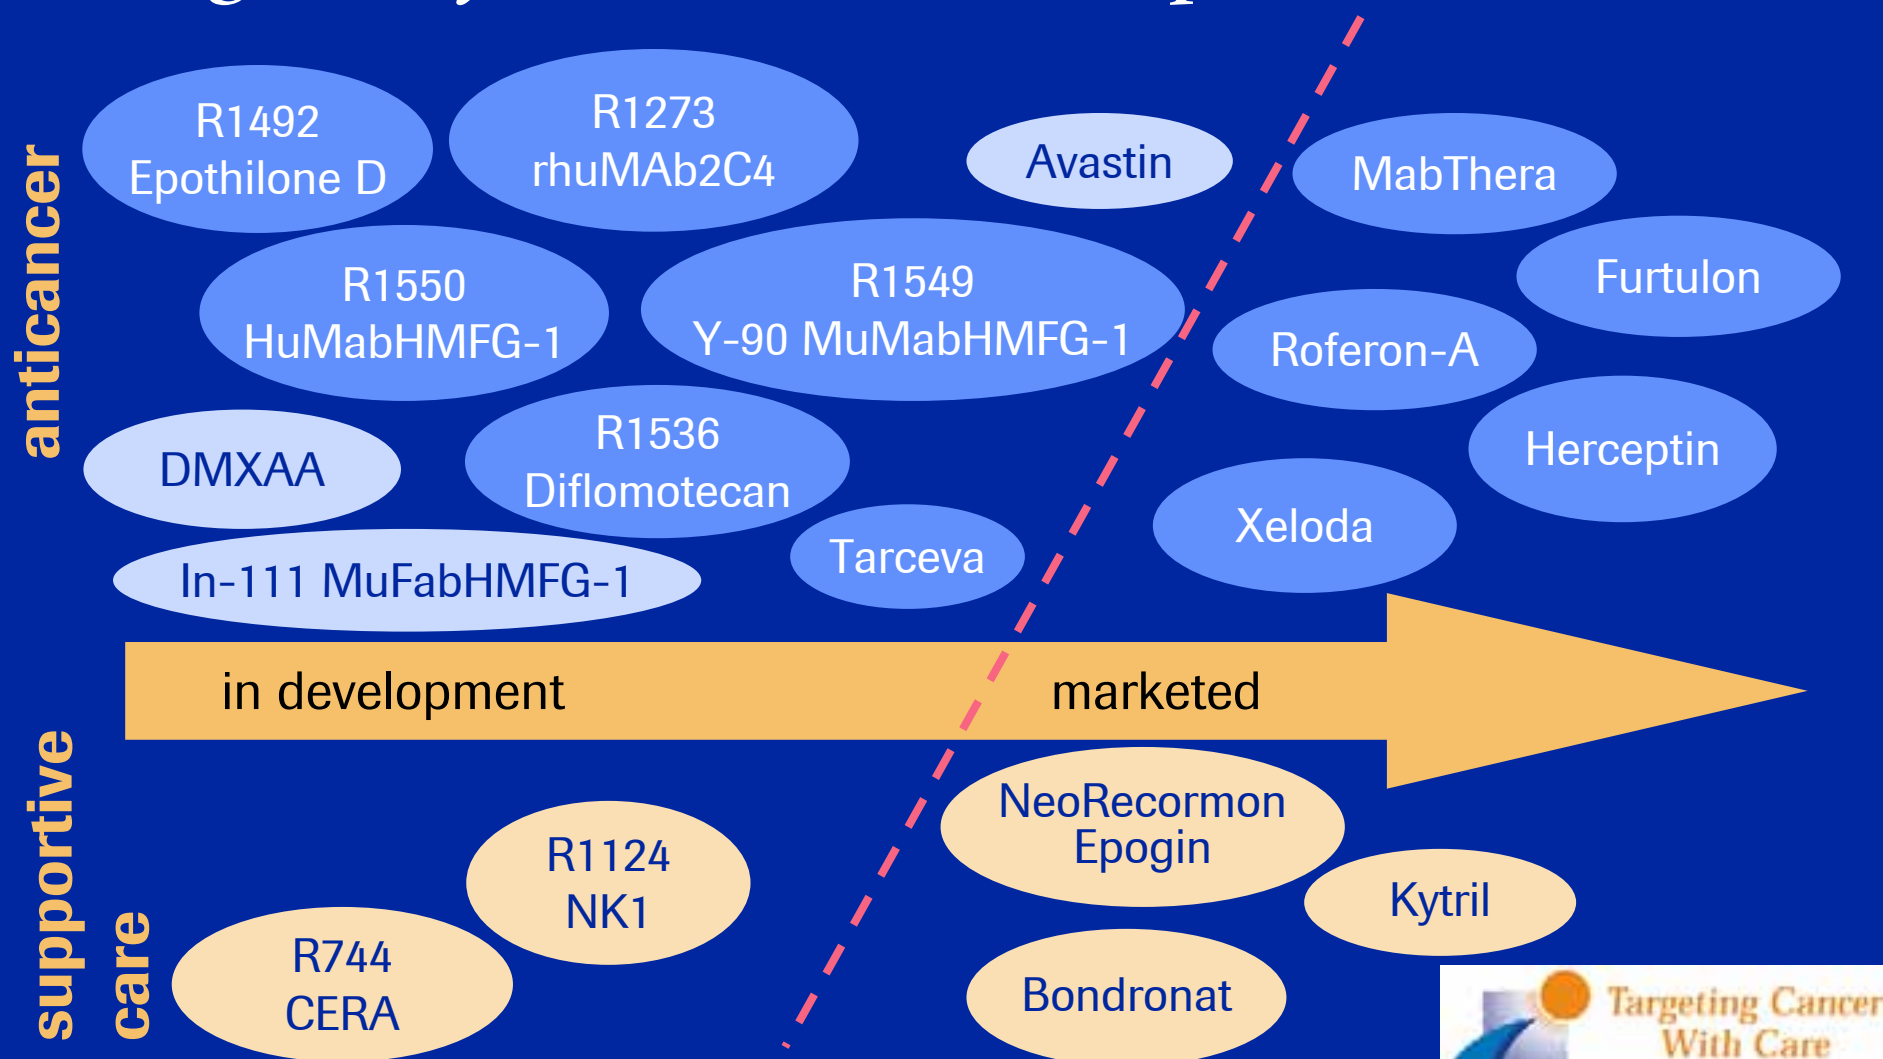 anticancer
R1492
Epothilone D
R1273
rhuMAb2C4
Avastin
MabThera
R1550
HuMabHMFG-1
R1549
Y-90 MuMabHMFG-1
Furtulon
Roferon-A
DMXAA
R1536
Diflomotecan
Herceptin
In-111 MuFabHMFG-1
Tarceva
Xeloda
in development
marketed
supportive
care
R1124
NK1
NeoRecormon
Epogin
Kytril
R744
CERA
Bondronat
Targeting Cancer
With Care